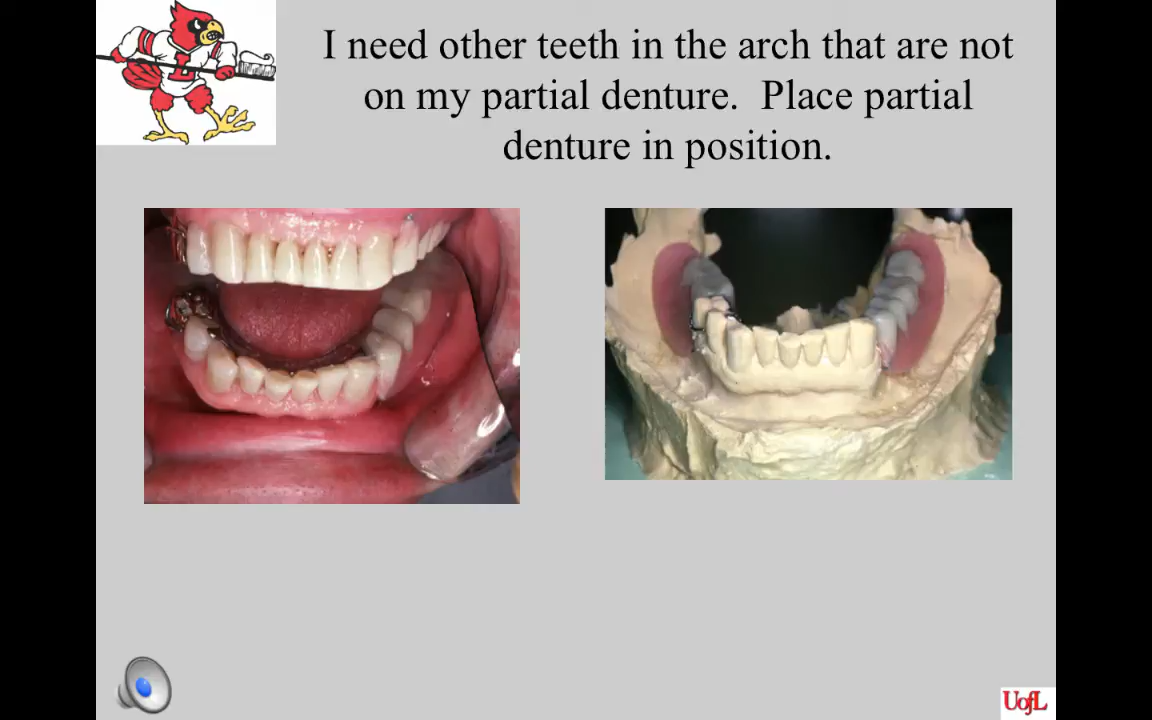 I need other teeth in the arch that are not
on my partial denture.  Place partial
denture in position.
L
UofL